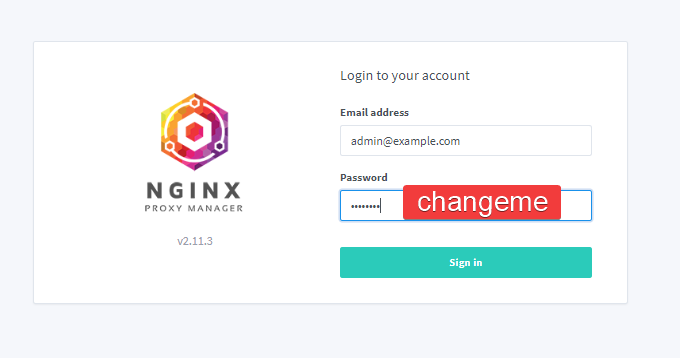 Login to your account
Email address
admin@example.com
Password
•••••••• changeme
Sign in
NGINX
PROXY MANAGER
v2.11.3